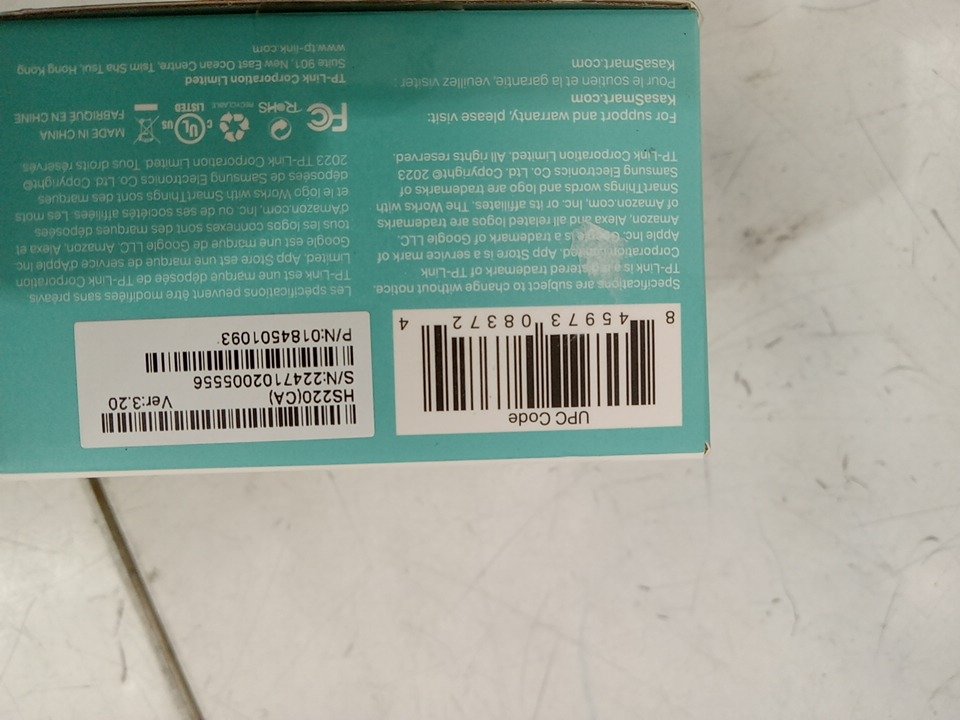 UPC Code
8 45973 08372 4
HS220(CA) Ver:3.20
S/N:2247102005556
P/N:0184501093
Specifications are subject to change without notice.
TP-Link is registered trademark of TP-Link
Corporation Limited. App Store is a service mark of
Apple Inc. Google is a trademark of Google LLC.
Amazon, Alexa and all related logos are trademarks
of Amazon.com, Inc. or its affiliates. The Works with
SmartThings words and logo are trademarks of
Samsung Electronics Co., Ltd. Copyright© 2023
TP-Link Corporation Limited. All rights reserved.
Les spécifications peuvent être modifiées sans préavis
TP-Link est une marque déposée de TP-Link Corporation
Limited. App Store est une marque de service d'Apple Inc.
Google est une marque de Google LLC. Amazon, Alexa et
tous les logos connexes sont des marques déposées
d'Amazon.com, Inc. ou de ses sociétés affiliées. Les mots
et le logo Works with SmartThings sont des marques
déposées de Samsung Electronics Co. Ltd. Copyright©
2023 TP-Link Corporation Limited. Tous droits réservés
For support and warranty, please visit:
KasaSmart.com
Pour le soutien et la garantie, veuillez visiter:
KasaSmart.com
FC
RoHS
RECYCLABLE
C UL US
LISTED
MADE IN CHINA
FABRIQUÉ EN CHINE
TP-Link Corporation Limited
Suite 901, New East Ocean Centre, Tsim Sha Tsui, Hong Kong
www.tp-link.com